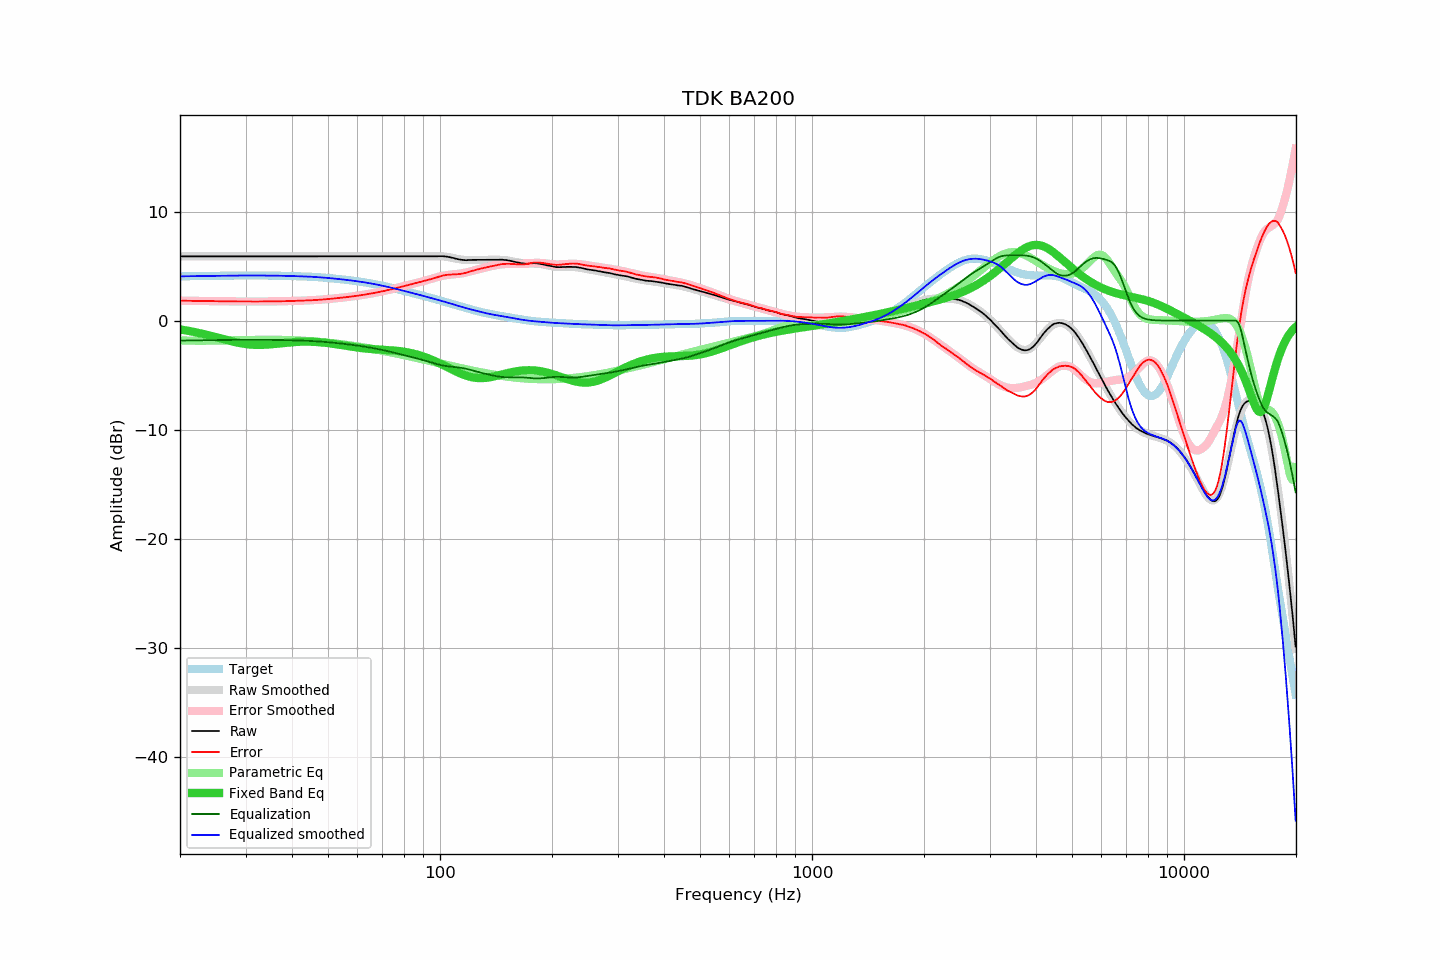 TDK BA200
Amplitude (dBr)
10
0
−10
−20
−30
−40
Target
Raw Smoothed
Error Smoothed
Raw
Error
Parametric Eq
Fixed Band Eq
Equalization
Equalized smoothed
100
1000
10000
Frequency (Hz)